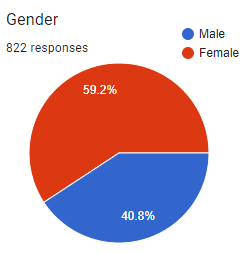 Gender
822 responses
Male
Female
59.2%
40.8%